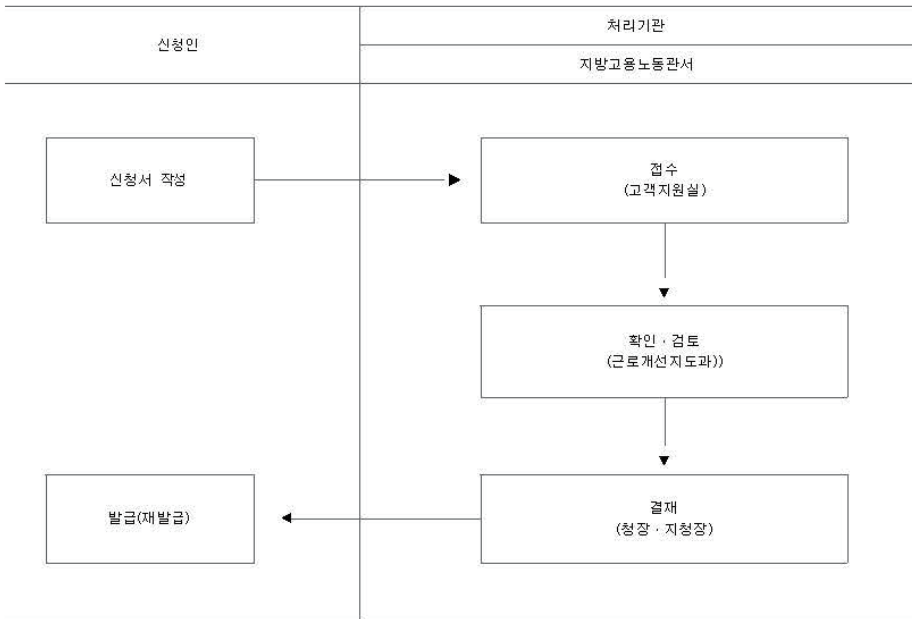 신청인
처리기관
지방고용노동관서
신청서 작성
접수
(고객지원실)
확인 · 검토
(근로개선지도과))
결재
(청장 · 지청장)
발급(재발급)